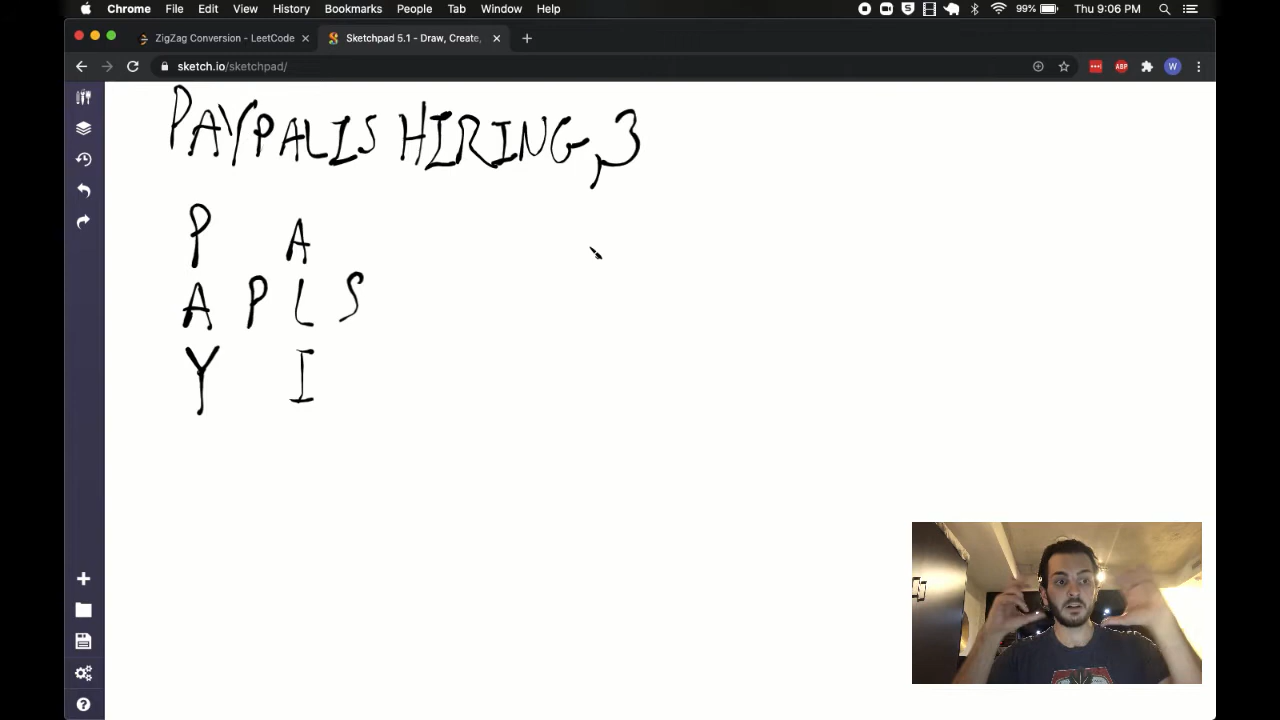 Chrome File Edit View History Bookmarks People Tab Window Help 99% Thu 9:06 PM
ZigZag Conversion - LeetCode Sketchpad 5.1 - Draw, Create,
sketch.io/sketchpad/ ABP W
PAYPALISHIRING, 3
P A
A P L S
Y I